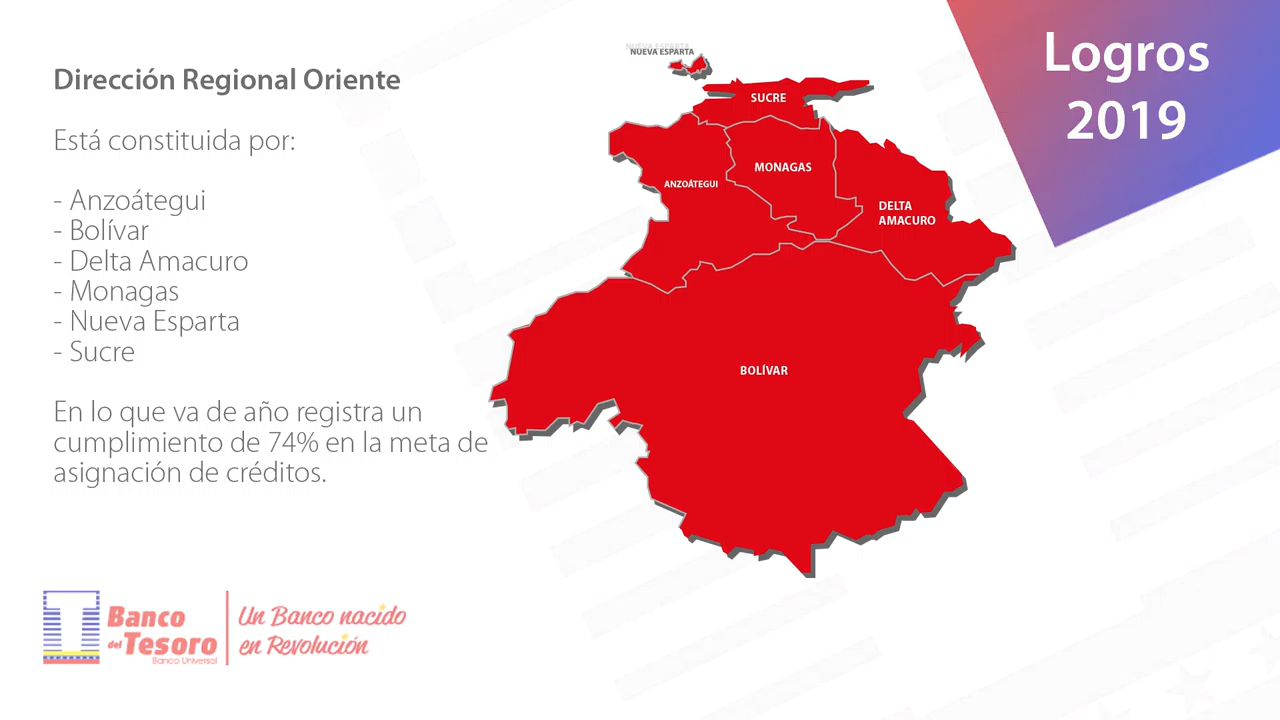 Dirección Regional Oriente
Está constituida por:
- Anzoátegui
- Bolívar
- Delta Amacuro
- Monagas
- Nueva Esparta
- Sucre
En lo que va de año registra un
cumplimiento de 74% en la meta de
asignación de créditos.
NUEVA ESPARTA
NUEVA ESPARTA
SUCRE
MONAGAS
ANZOÁTEGUI
DELTA
AMACURO
BOLÍVAR
Logros
2019
Banco
del Tesoro
Banco Universal
Un Banco nacido
en Revolución